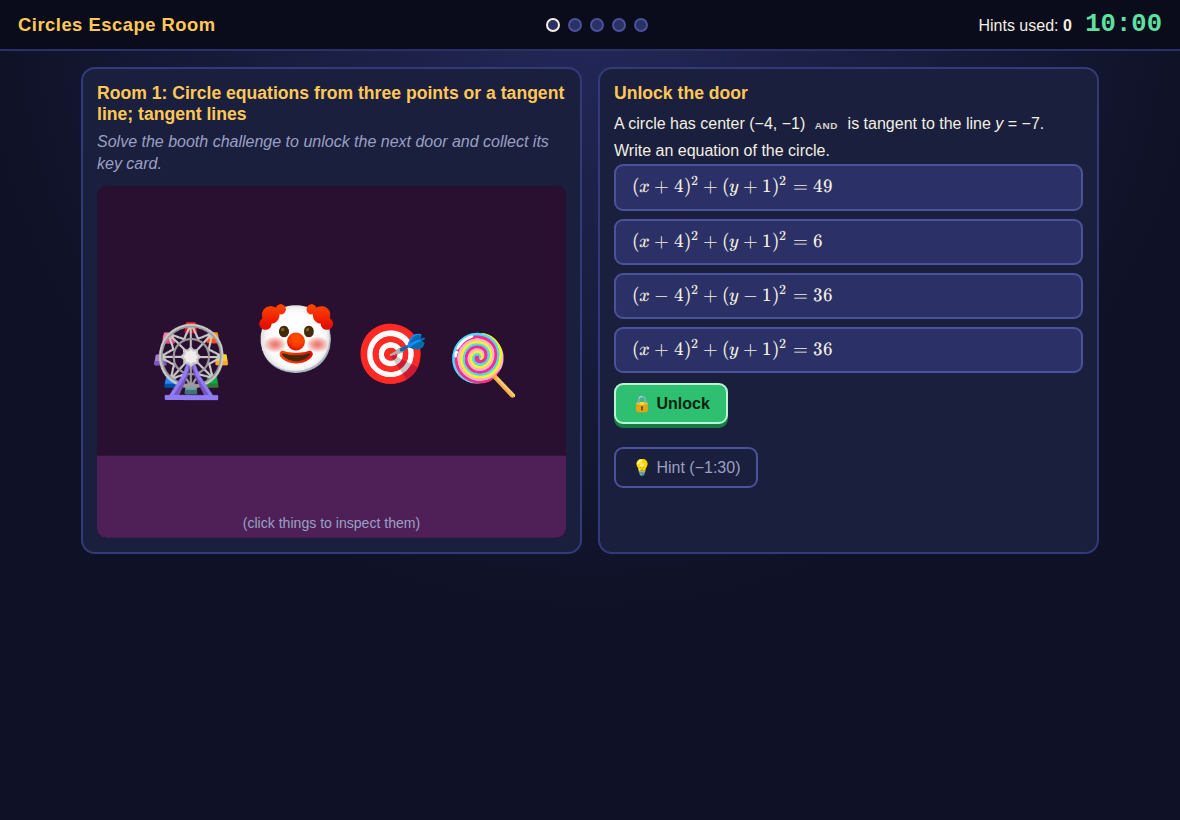 Circles Escape Room
Hints used: 0 10:00
Room 1: Circle equations from three points or a tangent
line; tangent lines
Solve the booth challenge to unlock the next door and collect its
key card.
(click things to inspect them)
Unlock the door
A circle has center (−4, −1) AND is tangent to the line y = −7.
Write an equation of the circle.
(x + 4)² + (y + 1)² = 49
(x + 4)² + (y + 1)² = 6
(x − 4)² + (y − 1)² = 36
(x + 4)² + (y + 1)² = 36
🔒 Unlock
💡 Hint (−1:30)